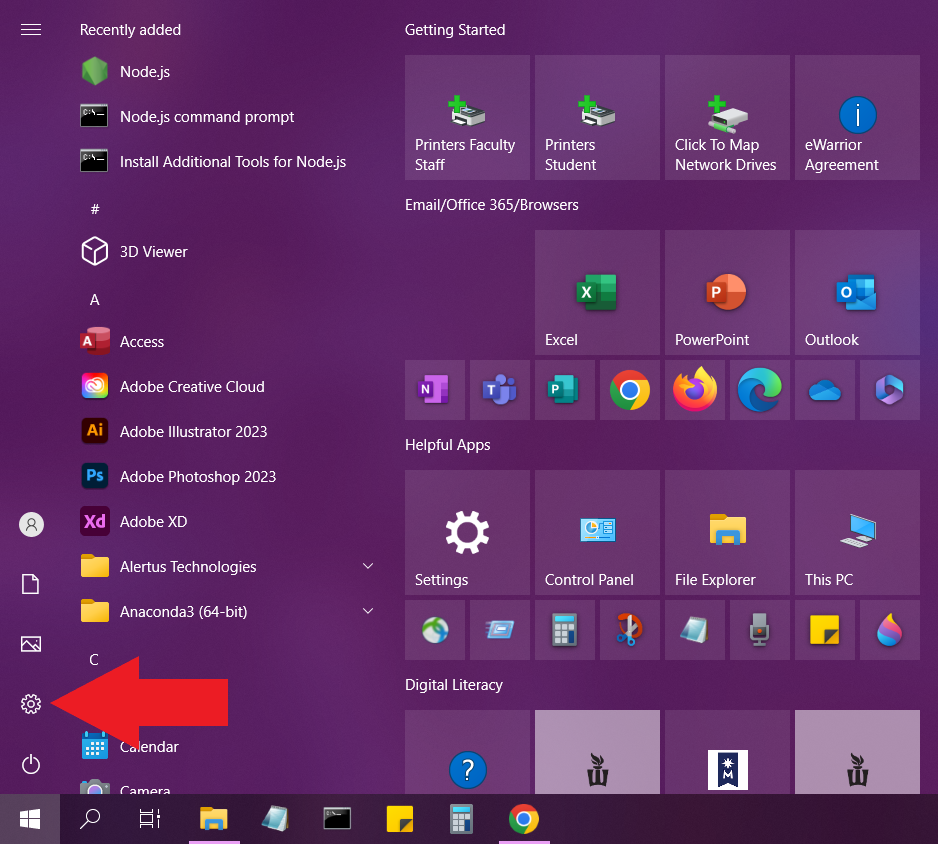 Recently added
Node.js
Node.js command prompt
Install Additional Tools for Node.js
#
3D Viewer
A
Access
Adobe Creative Cloud
Adobe Illustrator 2023
Adobe Photoshop 2023
Adobe XD
Alertus Technologies
Anaconda3 (64-bit)
C
Calendar
Camera
Getting Started
Printers Faculty
Staff
Printers
Student
Click To Map
Network Drives
eWarrior
Agreement
Email/Office 365/Browsers
Excel
PowerPoint
Outlook
Helpful Apps
Settings
Control Panel
File Explorer
This PC
Digital Literacy